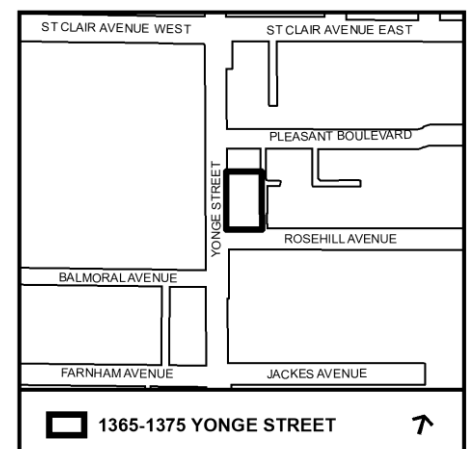 ST CLAIR AVENUE WEST
ST CLAIR AVENUE EAST
PLEASANT BOULEVARD
YONGE STREET
ROSEHILL AVENUE
BALMORAL AVENUE
FARNHAM AVENUE
JACKES AVENUE
1365-1375 YONGE STREET